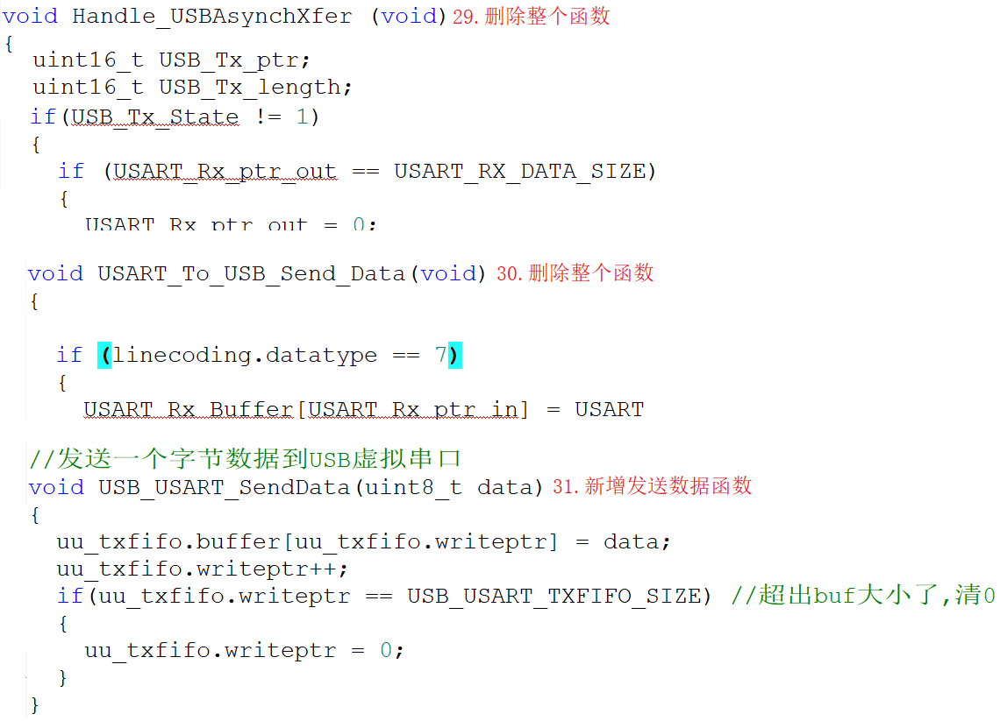 void Handle_USBAsynchXfer (void) 29.删除整个函数
{
uint16_t USB_Tx_ptr;
uint16_t USB_Tx_length;
if(USB_Tx_State != 1)
{
if (USART_Rx_ptr_out == USART_RX_DATA_SIZE)
{
USART_Rx_ptr_out = 0;
void USART_To_USB_Send_Data(void) 30.删除整个函数
{
if (linecoding.datatype == 7)
{
USART_Rx_Buffer[USART_Rx_ptr_in] = USART
//发送一个字节数据到USB虚拟串口
void USB_USART_SendData(uint8_t data) 31.新增发送数据函数
{
uu_txfifo.buffer[uu_txfifo.writeptr] = data;
uu_txfifo.writeptr++;
if(uu_txfifo.writeptr == USB_USART_TXFIFO_SIZE) //超出buf大小了,清0
{
uu_txfifo.writeptr = 0;
}
}